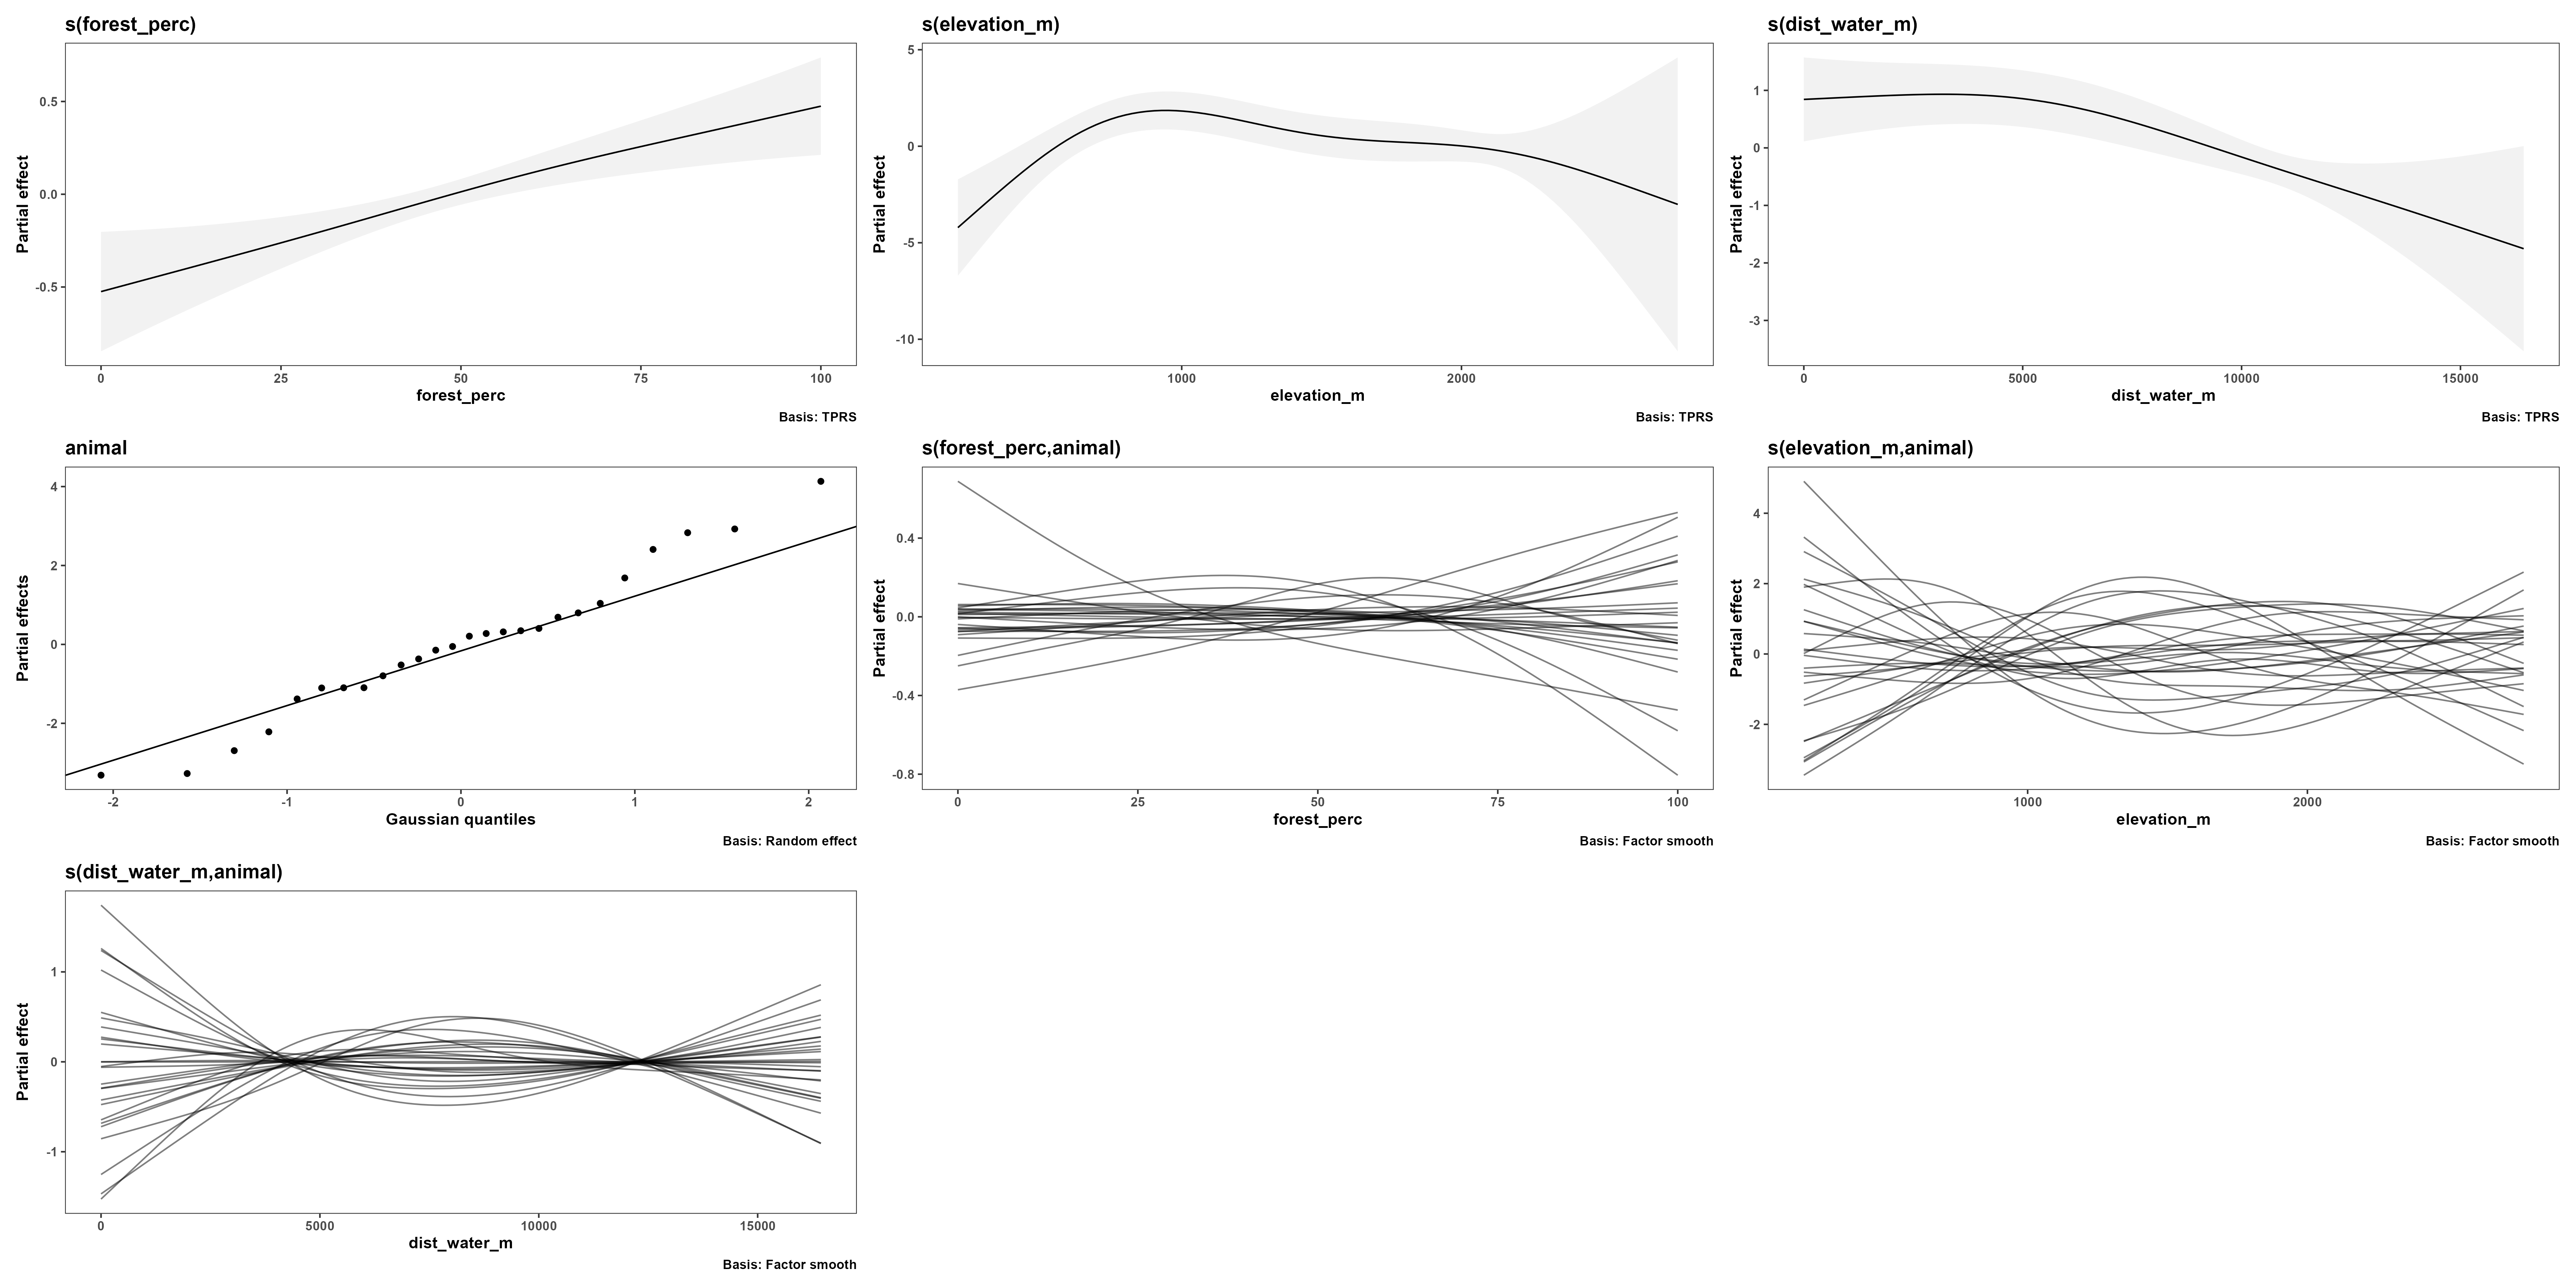 s(forest_perc)
Partial effect
0.5
0.0
-0.5
0
25
50
75
100
forest_perc
Basis: TPRS
s(elevation_m)
Partial effect
5
0
-5
-10
1000
2000
elevation_m
Basis: TPRS
s(dist_water_m)
Partial effect
1
0
-1
-2
-3
0
5000
10000
15000
dist_water_m
Basis: TPRS
animal
Partial effects
4
2
0
-2
-2
-1
0
1
2
Gaussian quantiles
Basis: Random effect
s(forest_perc,animal)
Partial effect
0.4
0.0
-0.4
-0.8
0
25
50
75
100
forest_perc
Basis: Factor smooth
s(elevation_m,animal)
Partial effect
4
2
0
-2
1000
2000
elevation_m
Basis: Factor smooth
s(dist_water_m,animal)
Partial effect
1
0
-1
0
5000
10000
15000
dist_water_m
Basis: Factor smooth